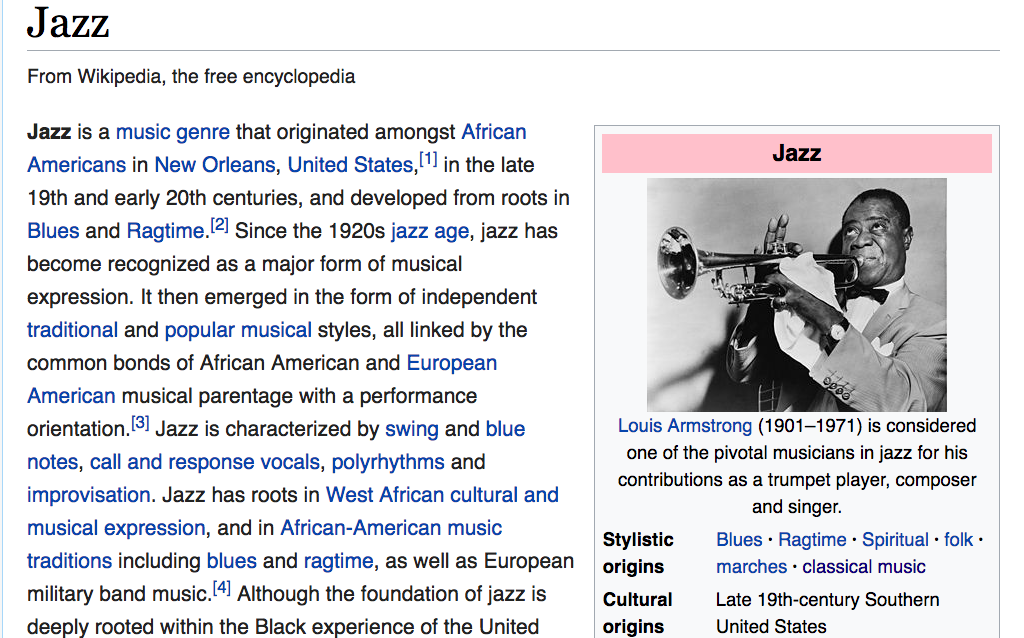 Jazz
From Wikipedia, the free encyclopedia
Jazz is a music genre that originated amongst African
Americans in New Orleans, United States,[1] in the late
19th and early 20th centuries, and developed from roots in
Blues and Ragtime.[2] Since the 1920s jazz age, jazz has
become recognized as a major form of musical
expression. It then emerged in the form of independent
traditional and popular musical styles, all linked by the
common bonds of African American and European
American musical parentage with a performance
orientation.[3] Jazz is characterized by swing and blue
notes, call and response vocals, polyrhythms and
improvisation. Jazz has roots in West African cultural and
musical expression, and in African-American music
traditions including blues and ragtime, as well as European
military band music.[4] Although the foundation of jazz is
deeply rooted within the Black experience of the United
Jazz
Louis Armstrong (1901–1971) is considered
one of the pivotal musicians in jazz for his
contributions as a trumpet player, composer
and singer.
Stylistic origins
Blues · Ragtime · Spiritual · folk ·
marches · classical music
Cultural origins
Late 19th-century Southern
United States